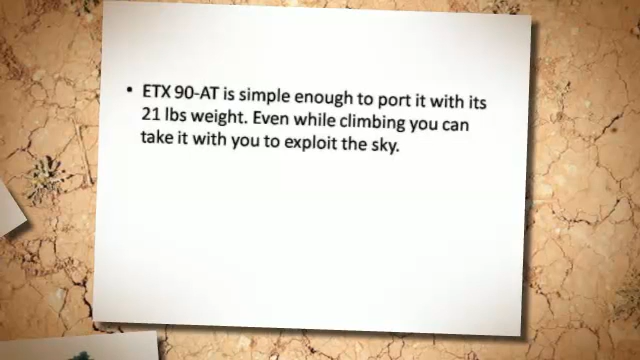 • ETX 90-AT is simple enough to port it with its
21 lbs weight. Even while climbing you can
take it with you to exploit the sky.